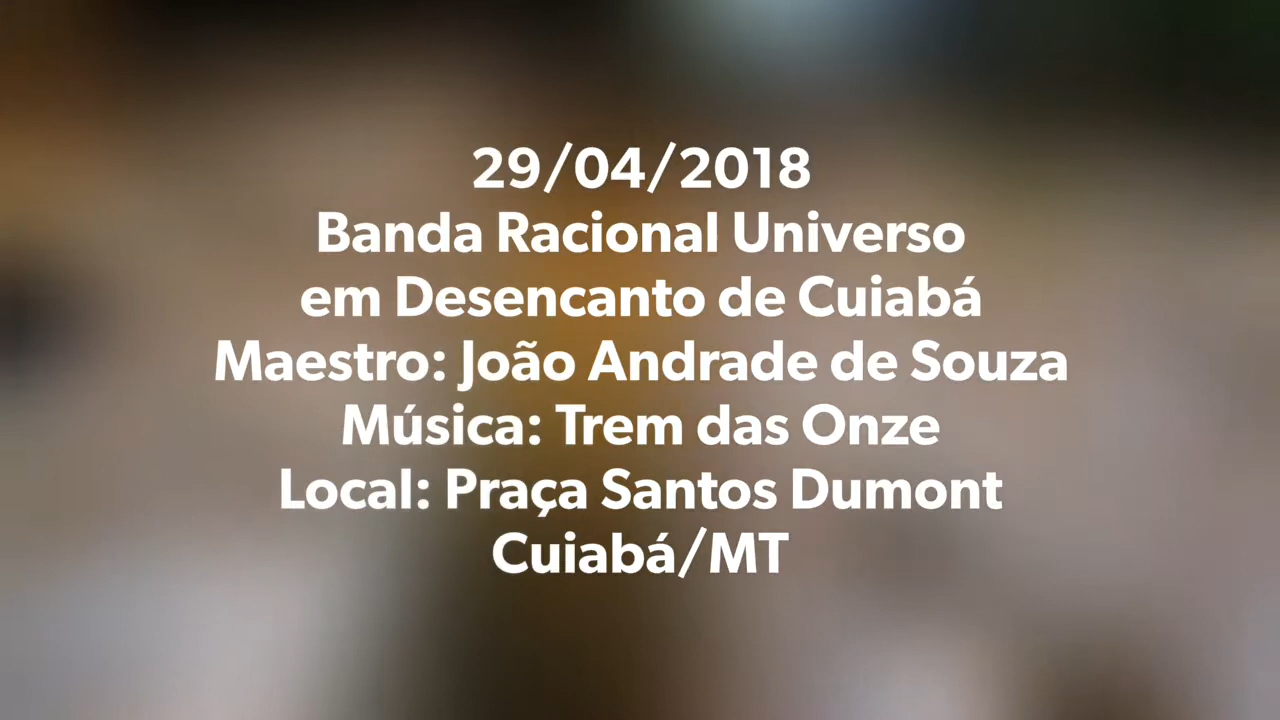 29/04/2018
Banda Racional Universo
em Desencanto de Cuiabá
Maestro: João Andrade de Souza
Música: Trem das Onze
Local: Praça Santos Dumont
Cuiabá/MT